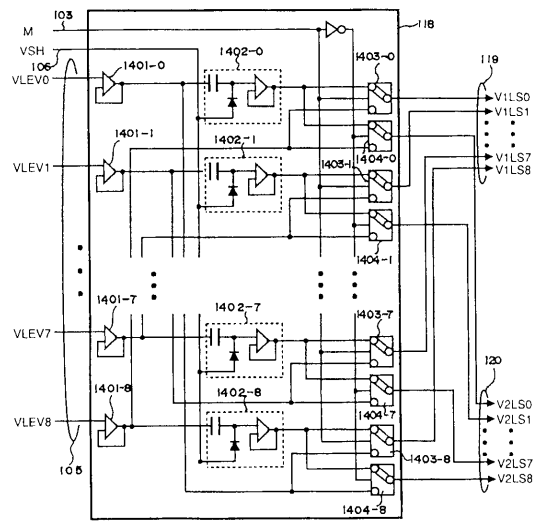 M
103
118
VSH
106
1402-0
1403-0
119
VLEV0
1401-0
V1LS0
V1LS1
1401-1
1402-1
1403-1
1404-0
V1LS7
V1LS8
VLEV1
1404-1
1401-7
1402-7
1403-7
VLEV7
120
1401-8
1402-8
1404-7
V2LS0
V2LS1
VLEV8
1403-8
V2LS7
V2LS8
105
1404-8